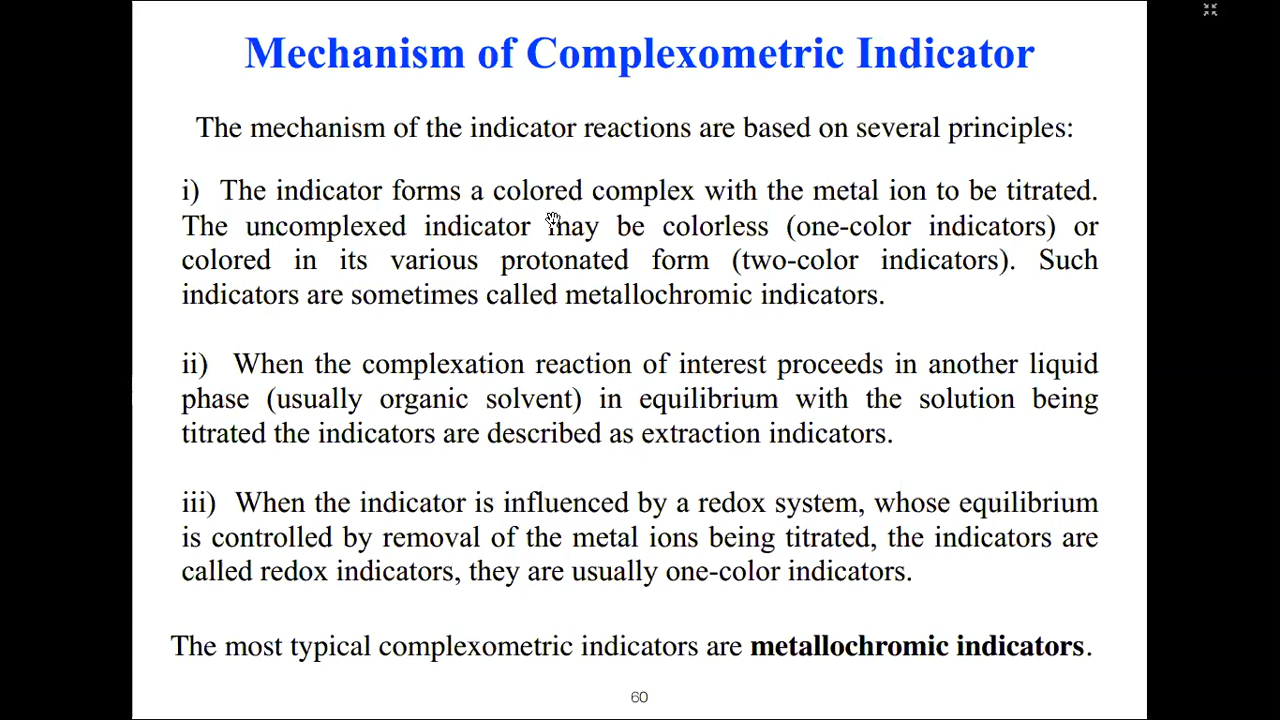 Mechanism of Complexometric Indicator
The mechanism of the indicator reactions are based on several principles:
i) The indicator forms a colored complex with the metal ion to be titrated.
The uncomplexed indicator may be colorless (one-color indicators) or
colored in its various protonated form (two-color indicators). Such
indicators are sometimes called metallochromic indicators.
ii) When the complexation reaction of interest proceeds in another liquid
phase (usually organic solvent) in equilibrium with the solution being
titrated the indicators are described as extraction indicators.
iii) When the indicator is influenced by a redox system, whose equilibrium
is controlled by removal of the metal ions being titrated, the indicators are
called redox indicators, they are usually one-color indicators.
The most typical complexometric indicators are metallochromic indicators.
60